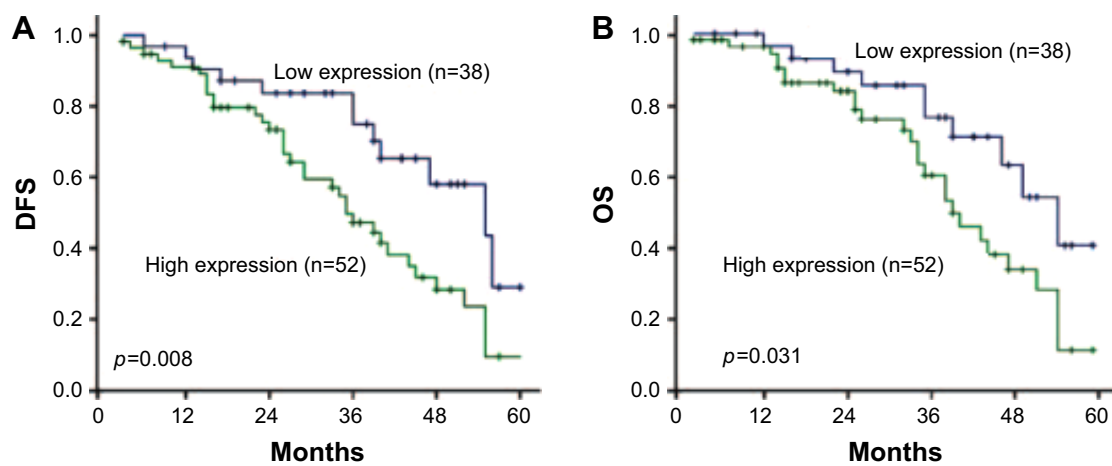 A
DFS
1.0
0.8
0.6
0.4
0.2
0.0
Low expression (n=38)
High expression (n=52)
p=0.008
0 12 24 36 48 60
Months
B
OS
1.0
0.8
0.6
0.4
0.2
0.0
Low expression (n=38)
High expression (n=52)
p=0.031
0 12 24 36 48 60
Months